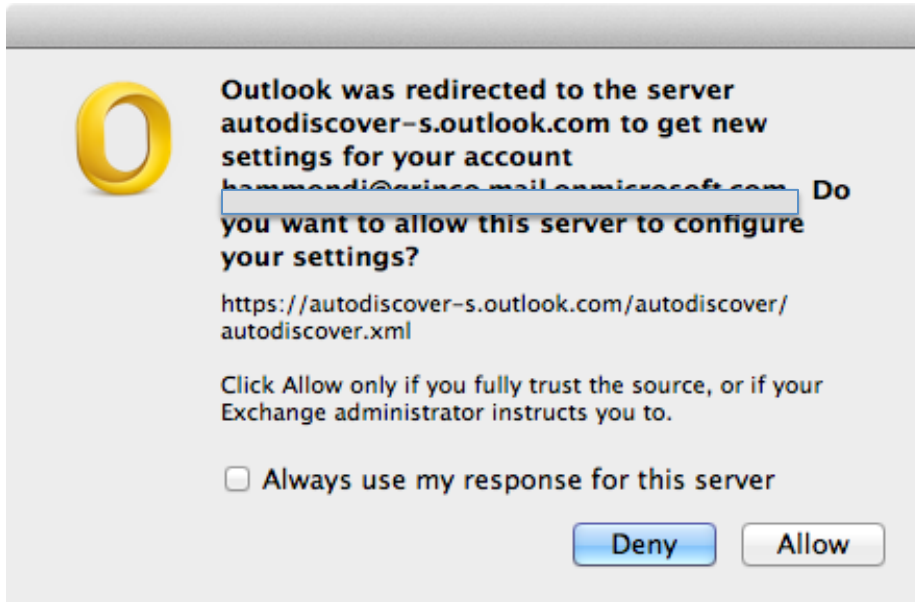 Outlook was redirected to the server
autodiscover-s.outlook.com to get new
settings for your account
Do
you want to allow this server to configure
your settings?
https://autodiscover-s.outlook.com/autodiscover/
autodiscover.xml
Click Allow only if you fully trust the source, or if your
Exchange administrator instructs you to.
Always use my response for this server
Deny Allow